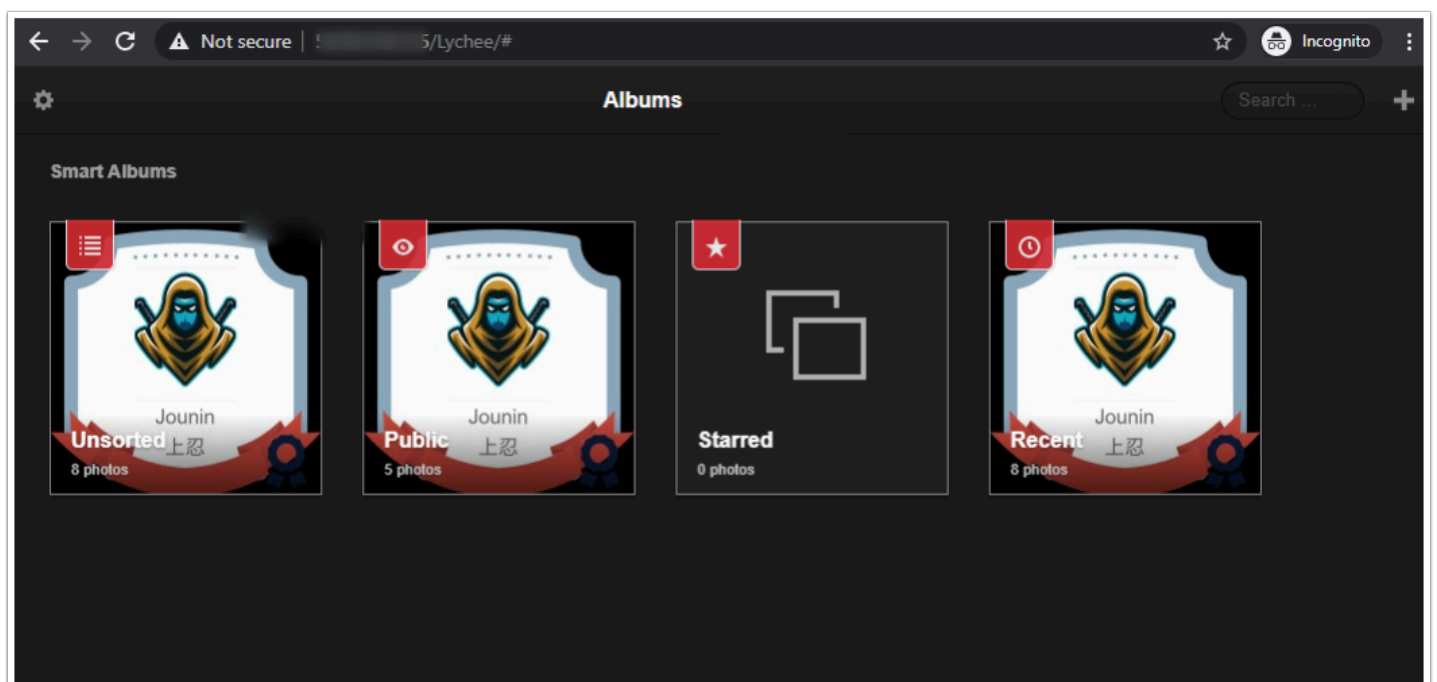 Not secure
5/Lychee/#
Incognito
Albums
Search ...
Smart Albums
Jounin
上忍
Unsorted
8 photos
Jounin
上忍
Public
5 photos
Starred
0 photos
Jounin
上忍
Recent
8 photos